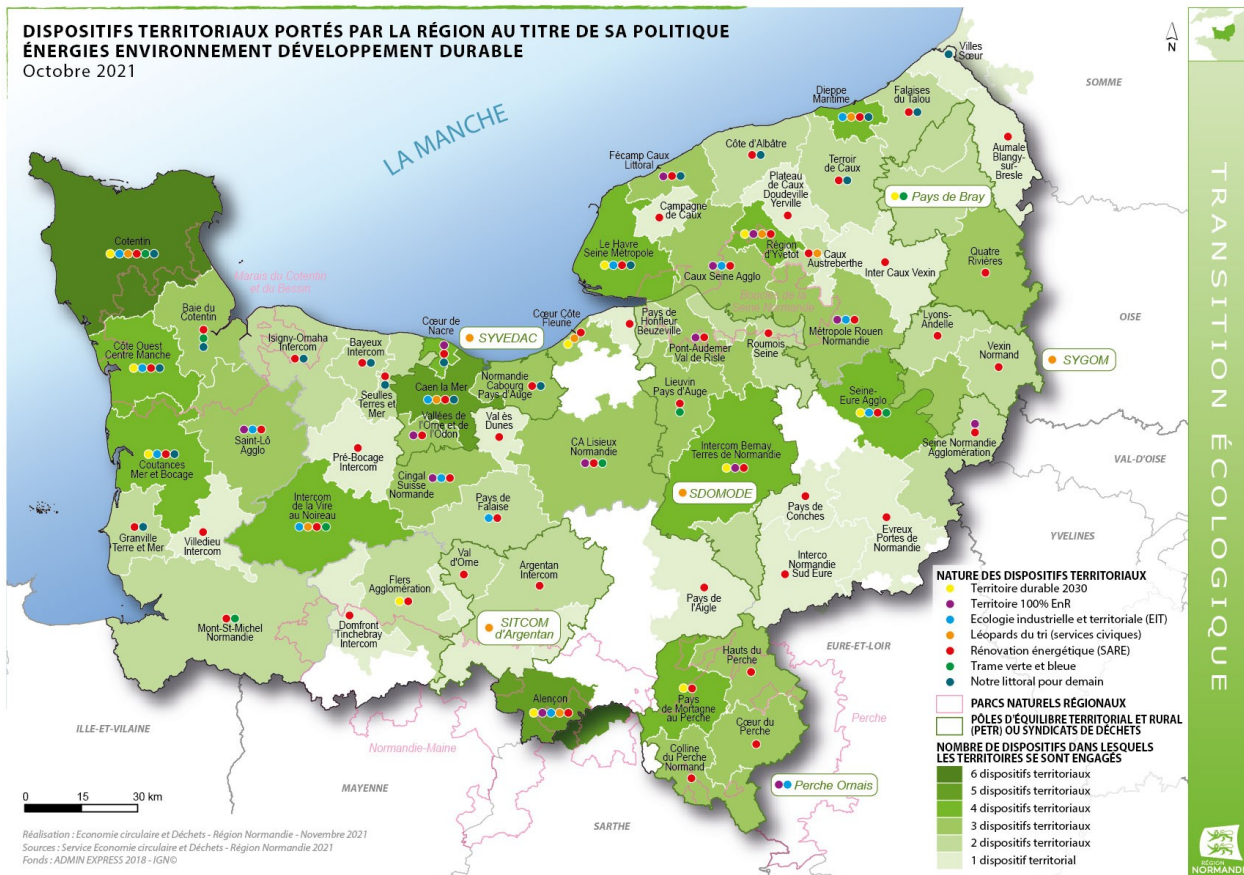 DISPOSITIFS TERRITORIAUX PORTÉS PAR LA RÉGION AU TITRE DE SA POLITIQUE
ÉNERGIES ENVIRONNEMENT DÉVELOPPEMENT DURABLE
Octobre 2021
N
LA MANCHE
SOMME
OISE
VAL-D'OISE
YVELINES
EURE-ET-LOIR
SARTHE
MAYENNE
ILLE-ET-VILAINE
Villes
Sœur
Dieppe
Maritime
Falaises
du Talou
Aumale
Blangy-
sur-
Bresle
Côte d'Albâtre
Terroir
de Caux
Fécamp Caux
Littoral
Plateau
de Caux
Doudeville
Yerville
Pays de Bray
Campagne
de Caux
Le Havre
Seine Métropole
Région
d'Yvetot
Caux
Austreberthe
Inter Caux Vexin
Quatre
Rivières
Caux Seine Agglo
Cotentin
Marais du Cotentin
et du Bessin
Baie du
Cotentin
Côte Ouest
Centre Manche
Isigny-Omaha
Intercom
Bayeux
Intercom
Cœur de
Nacre
SYVEDAC
Cœur Côte
Fleurie
Pays de
Honfleur
Beuzeville
Pont-Audemer
Val de Risle
Roumois
Seine
Métropole Rouen
Normandie
Lyons-
Andelle
Vexin
Normand
SYGOM
Seulles
Terres et
Mer
Caen la Mer
Normandie
Cabourg
Pays d'Auge
Lieuvin
Pays d'Auge
Seine-
Eure Agglo
Seine Normandie
Agglomération
Saint-Lô
Agglo
Vallées de
l'Orne et de
l'Odon
Val ès
Dunes
CA Lisieux
Normandie
Intercom Bernay
Terres de Normandie
Coutances
Mer et Bocage
Pré-Bocage
Intercom
Cingal
Suisse
Normande
SDOMODE
Pays de
Conches
Evreux
Portes de
Normandie
Intercom
de la Vire
au Noireau
Pays de
Falaise
Granville
Terre et Mer
Villedieu
Intercom
Val
d'Orne
Argentan
Intercom
Interco
Normandie
Sud Eure
Flers
Agglomération
Pays de
l'Aigle
Mont-St-Michel
Normandie
Domfront
Tinchebray
Intercom
SITCOM
d'Argentan
Hauts du
Perche
Alençon
Pays
de Mortagne
au Perche
Cœur du
Perche
Perche
Normandie-Maine
Colline
du Perche
Normand
Perche Ornais
NATURE DES DISPOSITIFS TERRITORIAUX
Territoire durable 2030
Territoire 100% EnR
Ecologie industrielle et territoriale (EIT)
Léopards du tri (services civiques)
Rénovation énergétique (SARE)
Trame verte et bleue
Notre littoral pour demain
PARCS NATURELS RÉGIONAUX
PÔLES D'ÉQUILIBRE TERRITORIAL ET RURAL
(PETR) OU SYNDICATS DE DÉCHETS
NOMBRE DE DISPOSITIFS DANS LESQUELS
LES TERRITOIRES SE SONT ENGAGÉS
6 dispositifs territoriaux
5 dispositifs territoriaux
4 dispositifs territoriaux
3 dispositifs territoriaux
2 dispositifs territoriaux
1 dispositif territorial
0 15 30 km
Réalisation : Economie circulaire et Déchets - Région Normandie - Novembre 2021
Sources : Service Economie circulaire et Déchets - Région Normandie 2021
Fonds : ADMIN EXPRESS 2018 - IGN©
TRANSITION ÉCOLOGIQUE
RÉGION